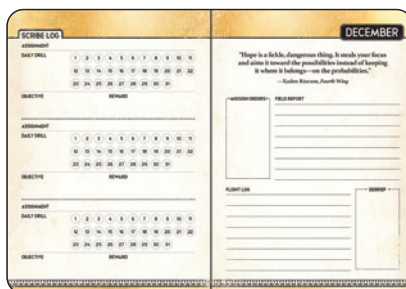 SCRIBE LOG
ASSIGNMENT
DAILY DRILL
1 2 3 4 5 6 7 8 9 10 11
12 13 14 15 16 17 18 19 20 21 22
23 24 25 26 27 28 29 30 31
OBJECTIVE REWARD
ASSIGNMENT
DAILY DRILL
1 2 3 4 5 6 7 8 9 10 11
12 13 14 15 16 17 18 19 20 21 22
23 24 25 26 27 28 29 30 31
OBJECTIVE REWARD
ASSIGNMENT
DAILY DRILL
1 2 3 4 5 6 7 8 9 10 11
12 13 14 15 16 17 18 19 20 21 22
23 24 25 26 27 28 29 30 31
OBJECTIVE REWARD
DECEMBER
"Hope is a fickle, dangerous thing. It steals your focus
and aims it toward the possibilities instead of keeping
it where it belongs—on the probabilities."
—Xaden Riorson, Fourth Wing
MISSION ORDERS FIELD REPORT
FLIGHT LOG DEBRIEF